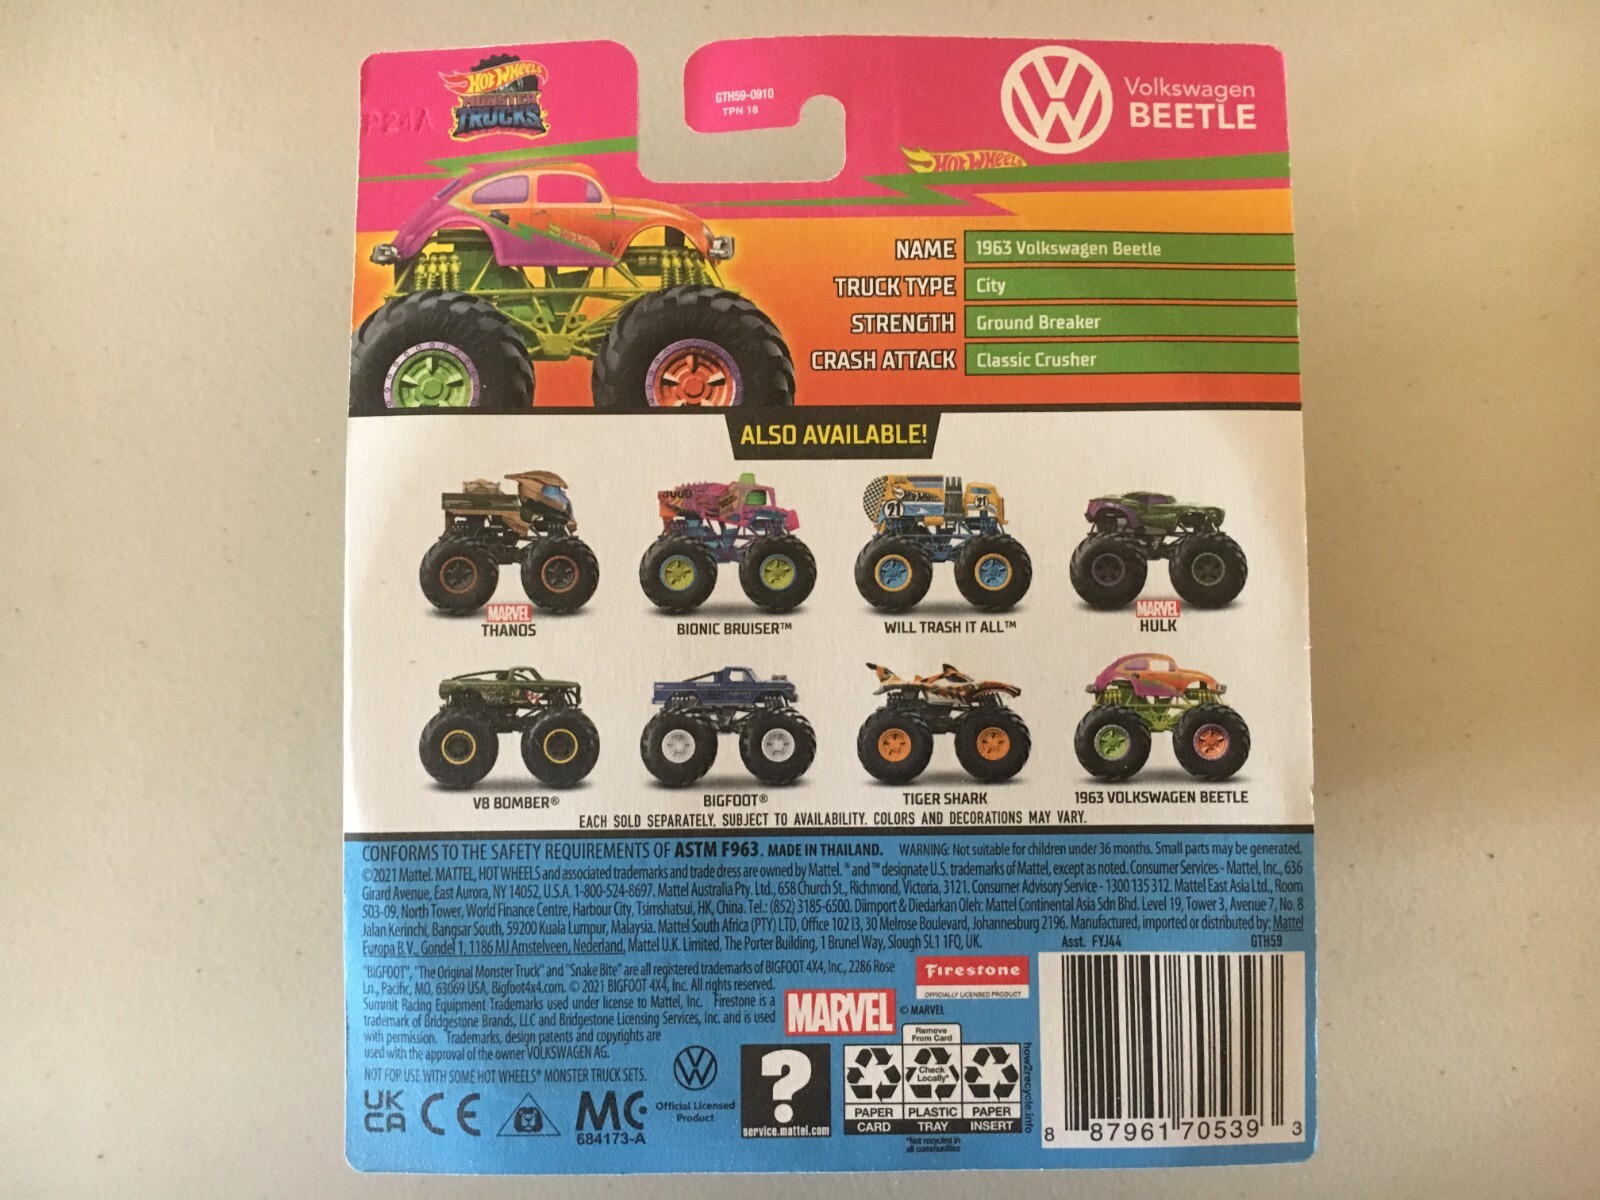 HOT WHEELS
MONSTER
TRUCKS
P24A
GTH59-0910
TPN 18
Volkswagen
BEETLE
HOT WHEELS
NAME 1963 Volkswagen Beetle
TRUCK TYPE City
STRENGTH Ground Breaker
CRASH ATTACK Classic Crusher
ALSO AVAILABLE!
MARVEL
THANOS
BIONIC BRUISER™
WILL TRASH IT ALL™
MARVEL
HULK
V8 BOMBER®
BIGFOOT®
TIGER SHARK
1963 VOLKSWAGEN BEETLE
EACH SOLD SEPARATELY, SUBJECT TO AVAILABILITY. COLORS AND DECORATIONS MAY VARY.
CONFORMS TO THE SAFETY REQUIREMENTS OF ASTM F963. MADE IN THAILAND. WARNING: Not suitable for children under 36 months. Small parts may be generated.
©2021 Mattel. MATTEL, HOT WHEELS and associated trademarks and trade dress are owned by Mattel. ® and ™ designate U.S. trademarks of Mattel, except as noted. Consumer Services - Mattel, Inc., 636
Girard Avenue, East Aurora, NY 14052, U.S.A. 1-800-524-8697. Mattel Australia Pty. Ltd., 658 Church St., Richmond, Victoria, 3121. Consumer Advisory Service - 1300 135 312. Mattel East Asia Ltd., Room
503-09, North Tower, World Finance Centre, Harbour City, Tsimshatsui, HK, China. Tel.: (852) 3185-6500. Diimport & Diedarkan Oleh: Mattel Continental Asia Sdn Bhd. Level 19, Tower 3, Avenue 7, No. 8
Jalan Kerinchi, Bangsar South, 59200 Kuala Lumpur, Malaysia. Mattel South Africa (PTY) LTD, Office 102 I3, 30 Melrose Boulevard, Johannesburg 2196. Manufactured, imported or distributed by: Mattel
Europa B.V., Gondel 1, 1186 MJ Amstelveen, Nederland. Mattel U.K. Limited, The Porter Building, 1 Brunel Way, Slough SL1 1FQ, UK.
Asst. FYJ44 GTH59
"BIGFOOT", "The Original Monster Truck" and "Snake Bite" are all registered trademarks of BIGFOOT 4X4, Inc., 2286 Rose
Ln., Pacific, MO, 63069 USA, Bigfoot4x4.com. © 2021 BIGFOOT 4X4, Inc. All rights reserved.
Summit Racing Equipment Trademarks used under license to Mattel, Inc. Firestone is a
trademark of Bridgestone Brands, LLC and Bridgestone Licensing Services, Inc. and is used
with permission. Trademarks, design patents and copyrights are
used with the approval of the owner VOLKSWAGEN AG.
NOT FOR USE WITH SOME HOT WHEELS® MONSTER TRUCK SETS.
Firestone
OFFICIALLY LICENSED PRODUCT
MARVEL
© MARVEL
UK
CA CE
MC
684173-A
Official Licensed
Product
?
service.mattel.com
Remove
From Card
Check
Locally*
PAPER
CARD
PLASTIC
TRAY
PAPER
INSERT
*Not recycled in
all communities
how2recycle.info
8 87961 70539 3